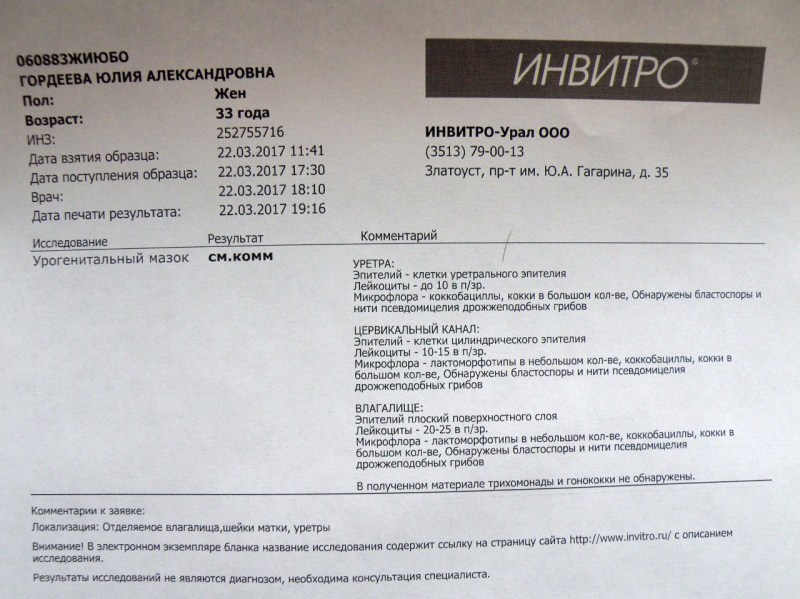 060883ЖИЮБО
ГОРДЕЕВА ЮЛИЯ АЛЕКСАНДРОВНА
Пол: Жен
Возраст: 33 года
ИНЗ: 252755716
Дата взятия образца: 22.03.2017 11:41
Дата поступления образца: 22.03.2017 17:30
Врач: 22.03.2017 18:10
Дата печати результата: 22.03.2017 19:16
ИНВИТРО®
ИНВИТРО-Урал ООО
(3513) 79-00-13
Златоуст, пр-т им. Ю.А. Гагарина, д. 35
Исследование Результат Комментарий
Урогенитальный мазок см.комм
УРЕТРА:
Эпителий - клетки уретрального эпителия
Лейкоциты - до 10 в п/зр.
Микрофлора - коккобациллы, кокки в большом кол-ве, Обнаружены бластоспоры и
нити псевдомицелия дрожжеподобных грибов
ЦЕРВИКАЛЬНЫЙ КАНАЛ:
Эпителий - клетки цилиндрического эпителия
Лейкоциты - 10-15 в п/зр.
Микрофлора - лактоморфотипы в небольшом кол-ве, коккобациллы, кокки в
большом кол-ве, Обнаружены бластоспоры и нити псевдомицелия
дрожжеподобных грибов
ВЛАГАЛИЩЕ:
Эпителий плоский поверхностного слоя
Лейкоциты - 20-25 в п/зр.
Микрофлора - лактоморфотипы в небольшом кол-ве, коккобациллы, кокки в
большом кол-ве, Обнаружены бластоспоры и нити псевдомицелия
дрожжеподобных грибов
В полученном материале трихомонады и гонококки не обнаружены.
Комментарии к заявке:
Локализация: Отделяемое влагалища,шейки матки, уретры
Внимание! В электронном экземпляре бланка название исследования содержит ссылку на страницу сайта http://www.invitro.ru/ с описанием
исследования.
Результаты исследований не являются диагнозом, необходима консультация специалиста.